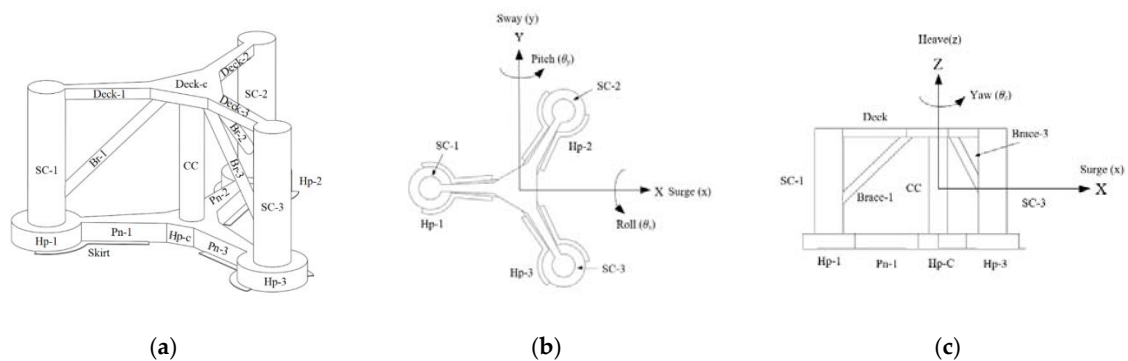 Deck-2
Deck-c
Deck-1
Deck-3
SC-2
Br-2
Br-1
Br-3
SC-1
CC
Hp-2
Pn-2
SC-3
Pn-1
Hp-c
Pn-3
Hp-1
Skirt
Hp-3
(a)
Sway (y)
Y
Pitch (θy)
SC-2
SC-1
Hp-2
X Surge (x)
Hp-1
Roll (θx)
Hp-3
SC-3
(b)
Heave(z)
Z
Yaw (θz)
Deck
Brace-3
SC-1
CC
Surge (x)
X
Brace-1
SC-3
Hp-1 Pn-1 Hp-C Hp-3
(c)